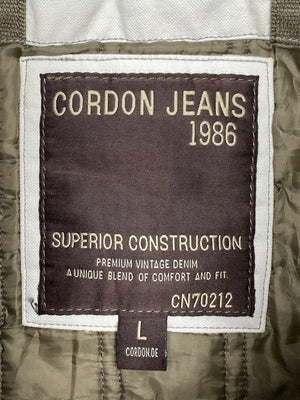 CORDON JEANS
1986
SUPERIOR CONSTRUCTION
PREMIUM VINTAGE DENIM
A UNIQUE BLEND OF COMFORT AND FIT.
CN70212
L
CORDON.DE